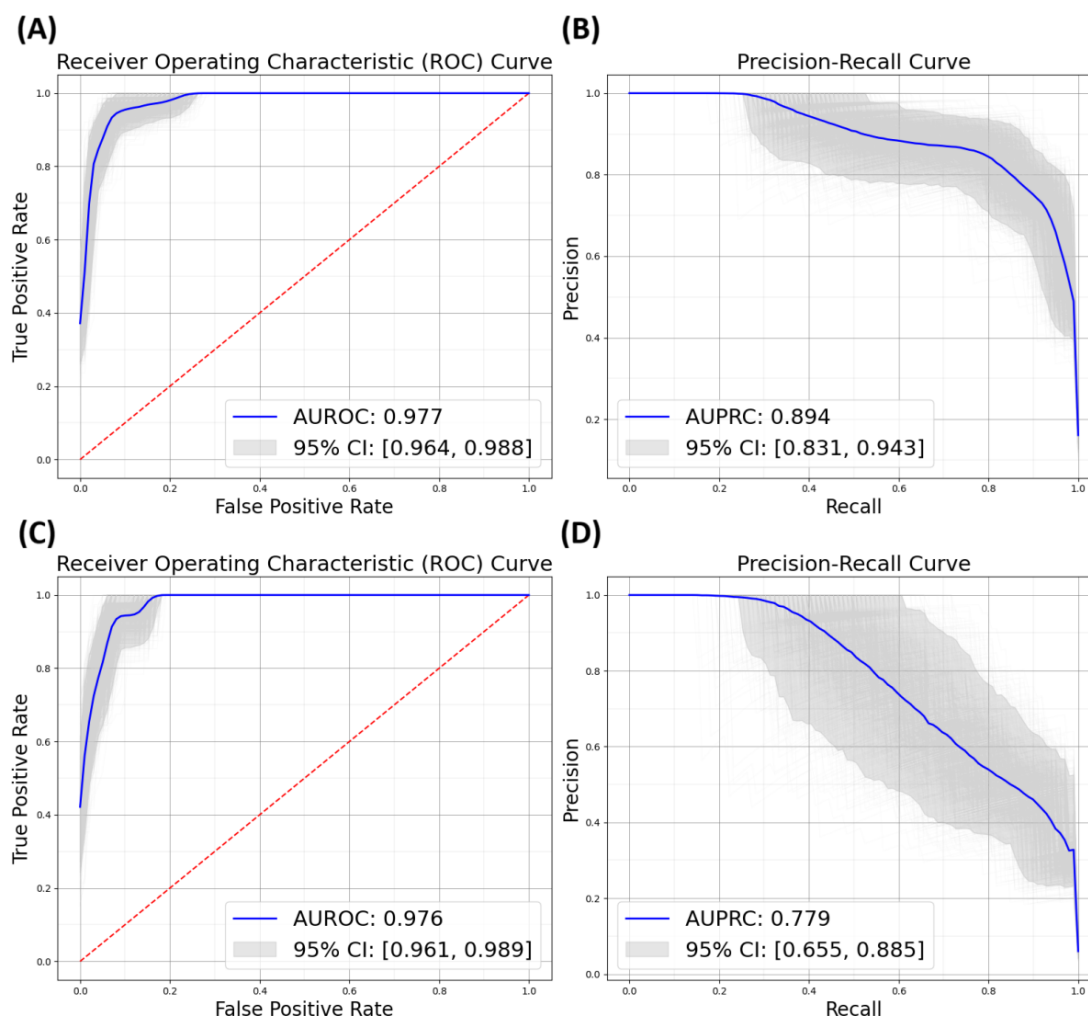 (A)
Receiver Operating Characteristic (ROC) Curve
1.0
0.8
0.6
0.4
0.2
0.0
True Positive Rate
AUROC: 0.977
95% CI: [0.964, 0.988]
0.0 0.2 0.4 0.6 0.8 1.0
False Positive Rate
(B)
Precision-Recall Curve
1.0
0.8
0.6
0.4
0.2
Precision
AUPRC: 0.894
95% CI: [0.831, 0.943]
0.0 0.2 0.4 0.6 0.8 1.0
Recall
(C)
Receiver Operating Characteristic (ROC) Curve
1.0
0.8
0.6
0.4
0.2
0.0
True Positive Rate
AUROC: 0.976
95% CI: [0.961, 0.989]
0.0 0.2 0.4 0.6 0.8 1.0
False Positive Rate
(D)
Precision-Recall Curve
1.0
0.8
0.6
0.4
0.2
0.0
Precision
AUPRC: 0.779
95% CI: [0.655, 0.885]
0.0 0.2 0.4 0.6 0.8 1.0
Recall